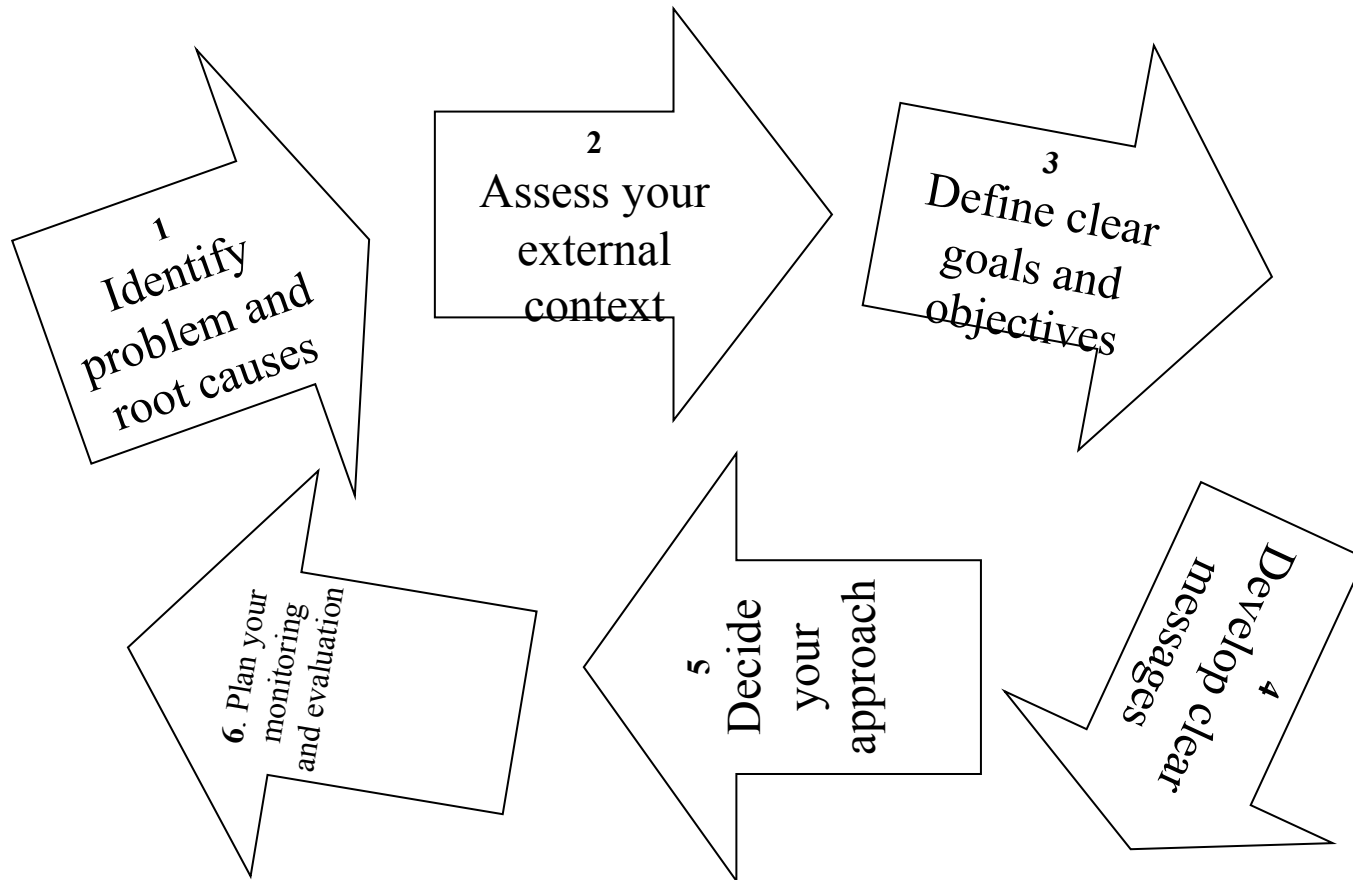 1
Identify
problem and
root causes
2
Assess your
external
context
3
Define clear
goals and
objectives
4
Develop clear
messages
5
Decide
your
approach
6. Plan your
monitoring
and evaluation